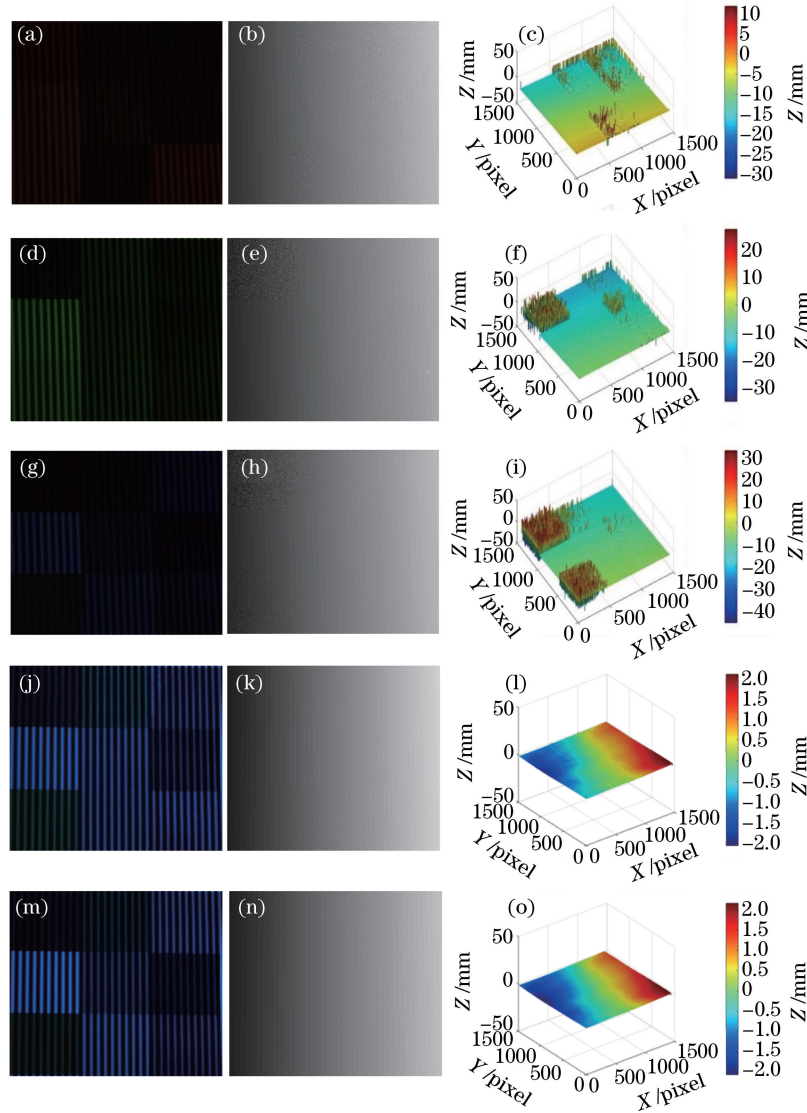 (a)
(b)
(c)
50
0
−50
1500
1000
500
0
0
500
1000
1500
Z /mm
Y /pixel
X /pixel
10
5
0
−5
−10
−15
−20
−25
−30
Z /mm
(d)
(e)
(f)
50
0
−50
1500
1000
500
0
0
500
1000
1500
Z /mm
Y /pixel
X /pixel
20
10
0
−10
−20
−30
Z /mm
(g)
(h)
(i)
50
0
−50
1500
1000
500
0
0
500
1000
1500
Z /mm
Y /pixel
X /pixel
30
20
10
0
−10
−20
−30
−40
Z /mm
(j)
(k)
(l)
50
0
−50
1500
1000
500
0
0
500
1000
1500
Z /mm
Y /pixel
X /pixel
2.0
1.5
1.0
0.5
0
−0.5
−1.0
−1.5
−2.0
Z /mm
(m)
(n)
(o)
50
0
−50
1500
1000
500
0
0
500
1000
1500
Z /mm
Y /pixel
X /pixel
2.0
1.5
1.0
0.5
0
−0.5
−1.0
−1.5
−2.0
Z /mm